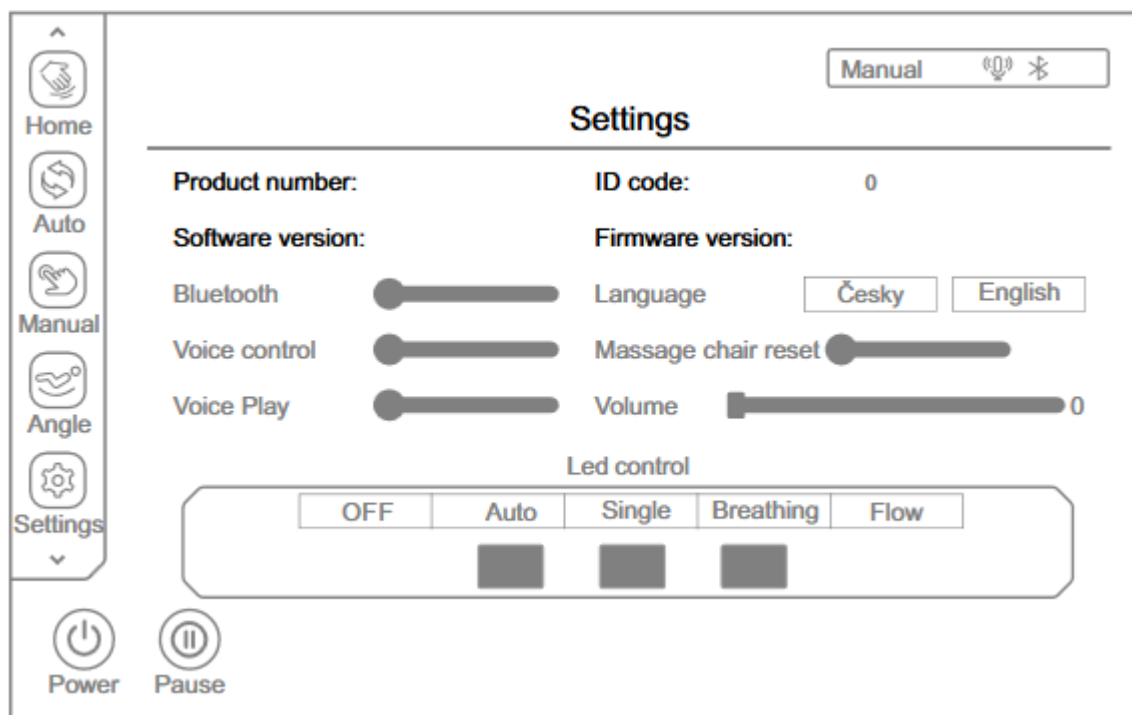 Manual
Settings
Home
Auto
Manual
Angle
Settings
Product number:
ID code: 0
Software version:
Firmware version:
Bluetooth
Language Česky English
Voice control
Massage chair reset
Voice Play
Volume 0
Led control
OFF Auto Single Breathing Flow
Power
Pause